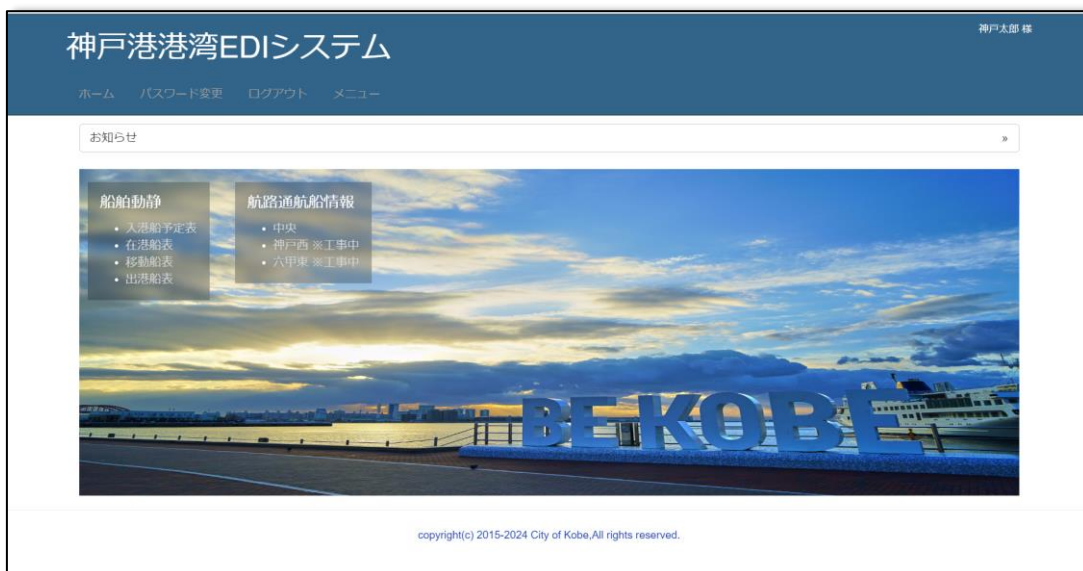 神戸太郎 様
神戸港港湾EDIシステム
ホーム パスワード変更 ログアウト メニュー
お知らせ »
船舶動静
入港船予定表
在港船表
移動船表
出港船表
航路通航船情報
中央
神戸西 ※工事中
六甲東 ※工事中
BE KOBE
copyright(c) 2015-2024 City of Kobe,All rights reserved.